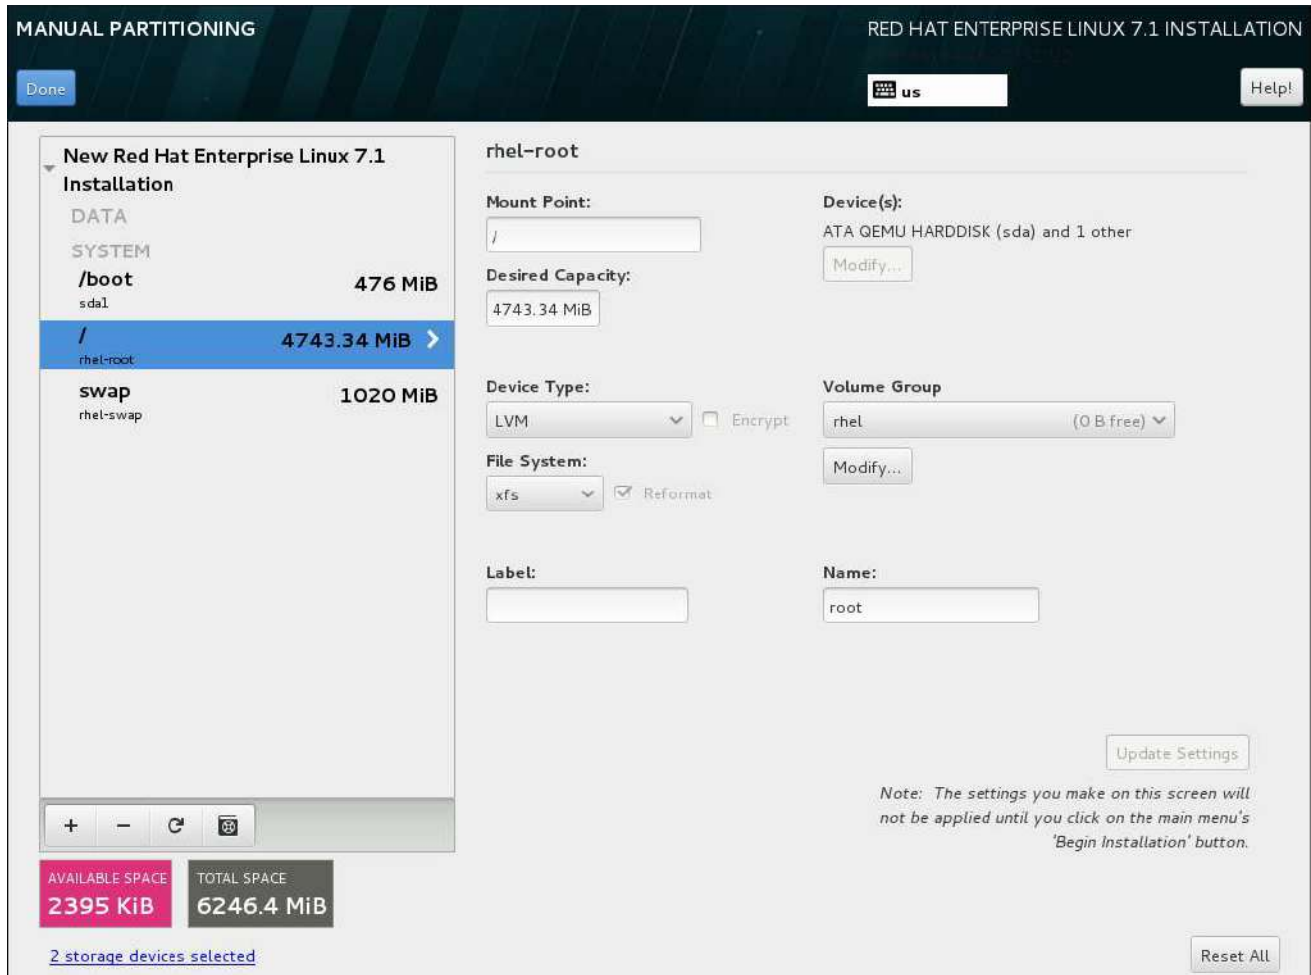 MANUAL PARTITIONING
RED HAT ENTERPRISE LINUX 7.1 INSTALLATION
Done
us
Help!
New Red Hat Enterprise Linux 7.1
Installation
DATA
SYSTEM
/boot
476 MiB
sda1
/
4743.34 MiB
rhel-root
swap
1020 MiB
rhel-swap
+ −
AVAILABLE SPACE
2395 KiB
TOTAL SPACE
6246.4 MiB
2 storage devices selected
rhel-root
Mount Point:
/
Device(s):
ATA QEMU HARDDISK (sda) and 1 other
Modify...
Desired Capacity:
4743.34 MiB
Device Type:
LVM
Encrypt
Volume Group
rhel (0 B free)
Modify...
File System:
xfs
Reformat
Label:
Name:
root
Update Settings
Note: The settings you make on this screen will
not be applied until you click on the main menu's
'Begin Installation' button.
Reset All